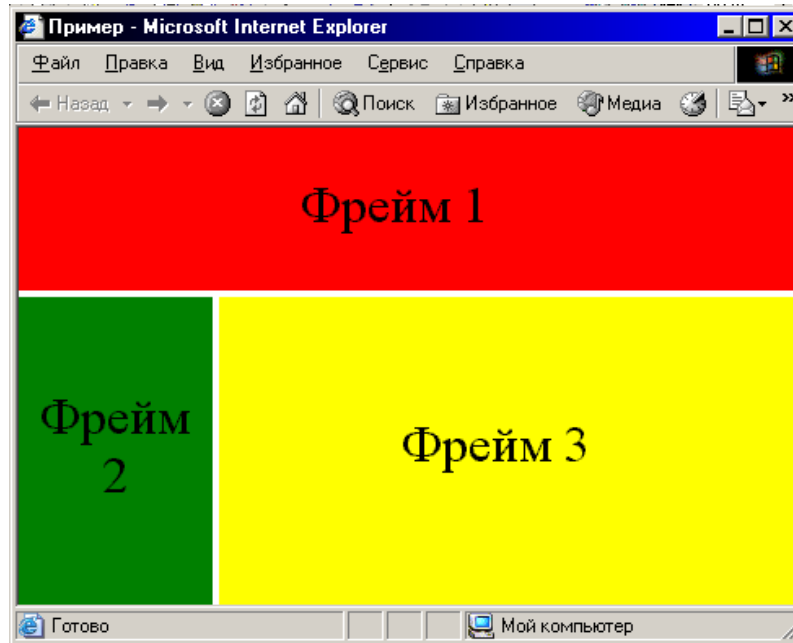 Пример - Microsoft Internet Explorer
Файл Правка Вид Избранное Сервис Справка
Назад Поиск Избранное Медиа »
Фрейм 1
Фрейм
2
Фрейм 3
Готово Мой компьютер